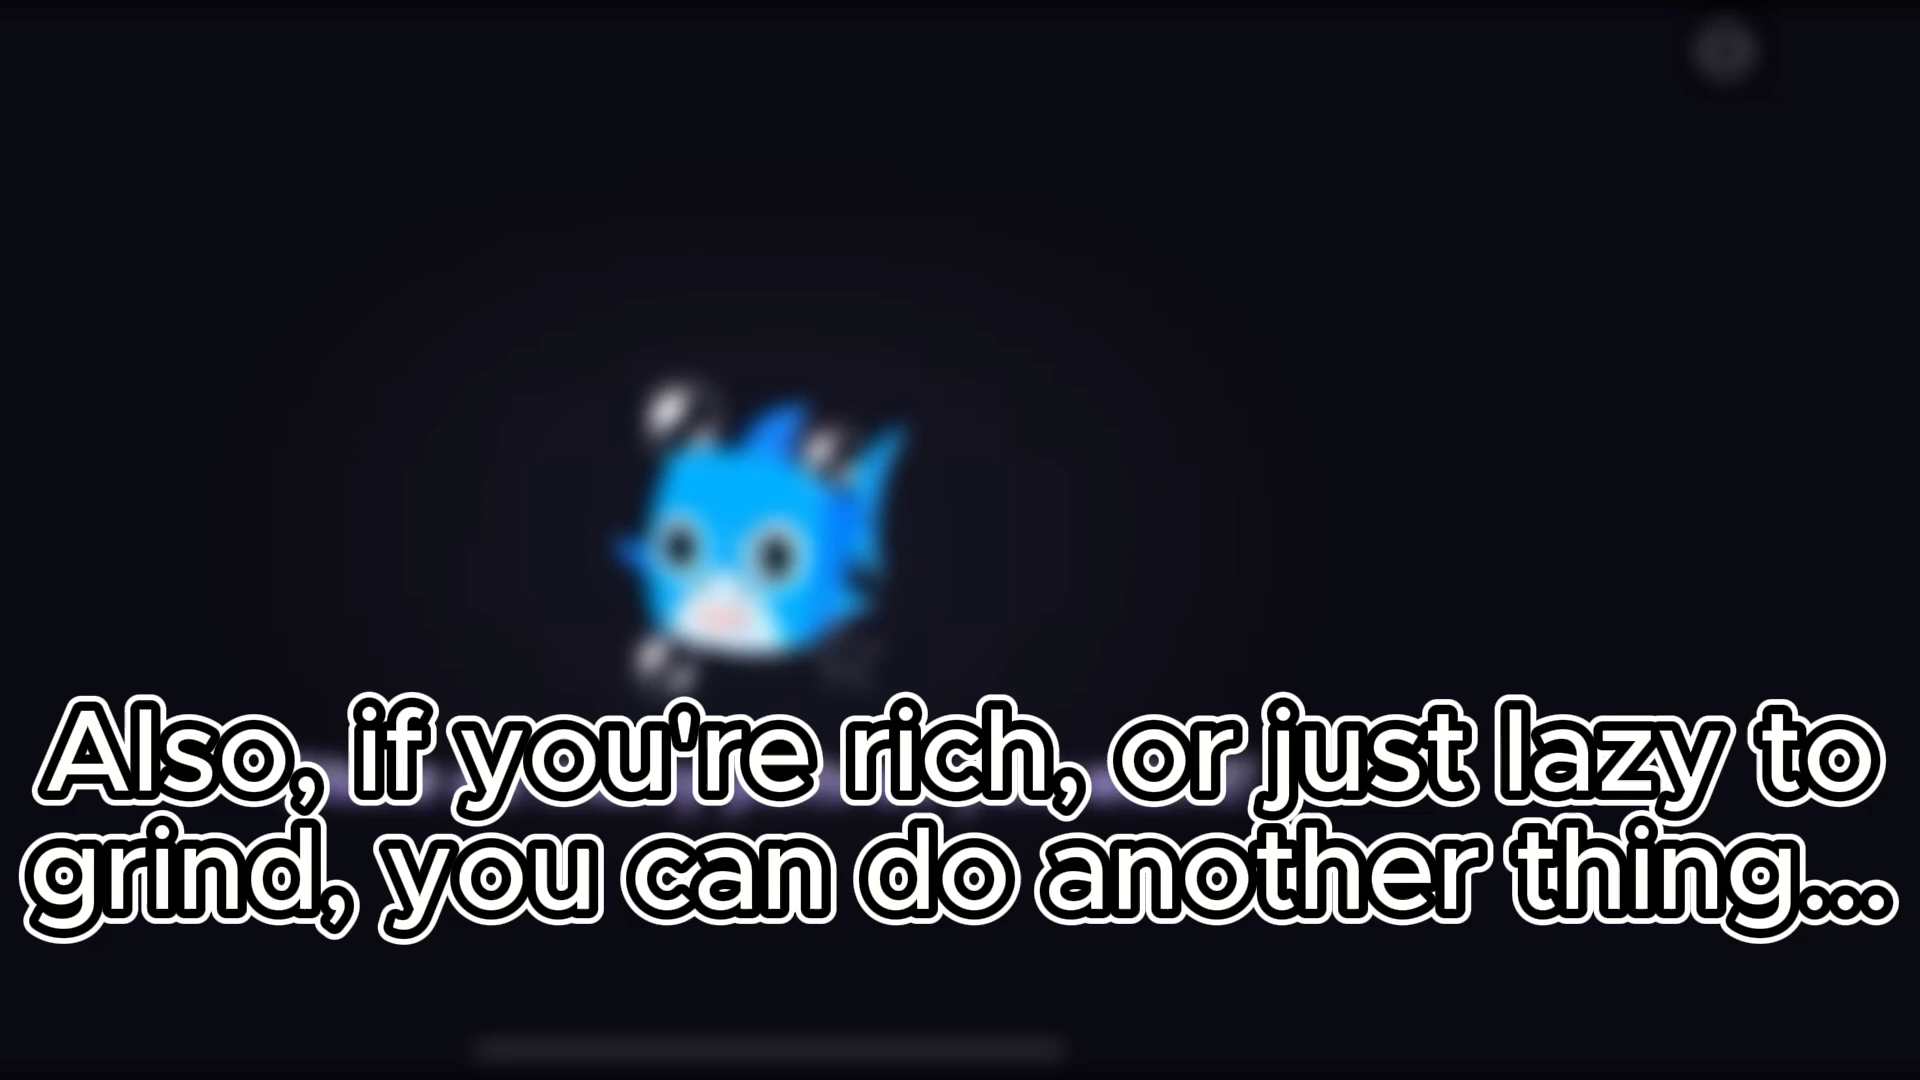 Also, if you're rich, or just lazy to
grind, you can do another thing...